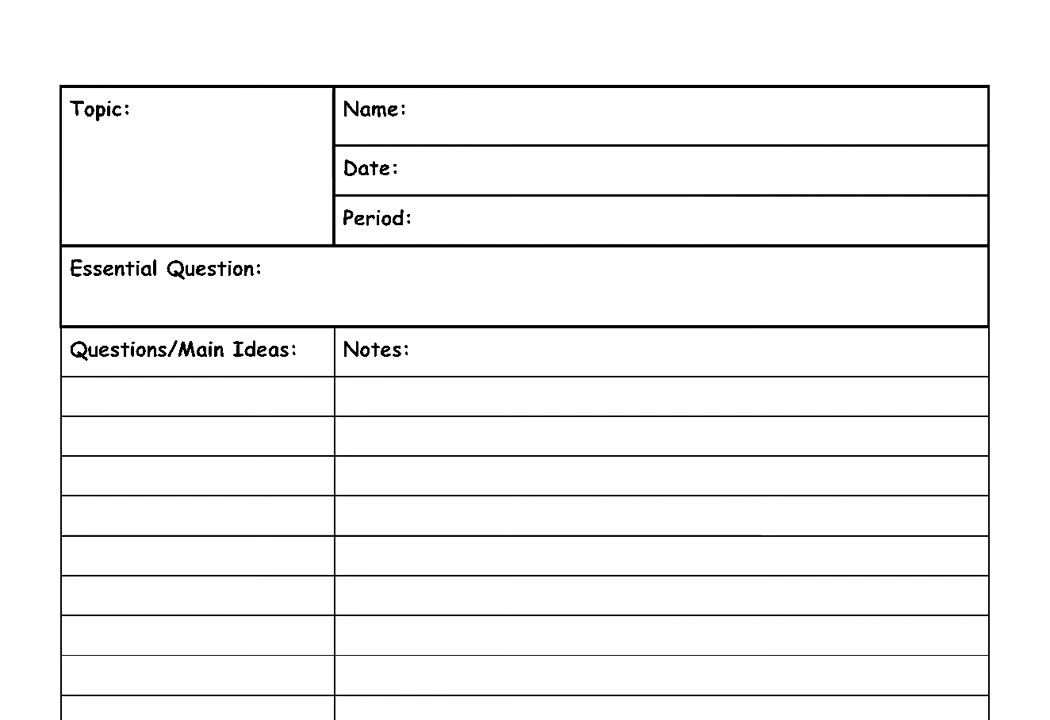 Topic:
Name:
Date:
Period:
Essential Question:
Questions/Main Ideas:
Notes: